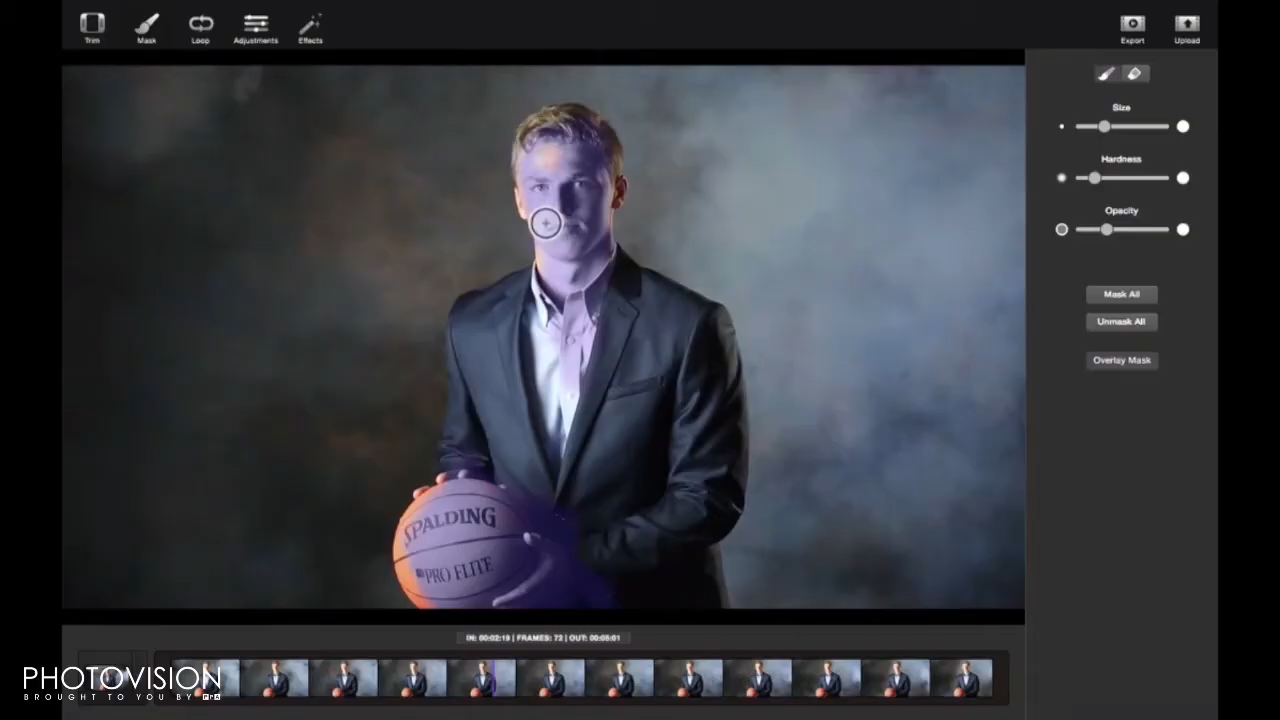 Trim
Mask
Loop
Adjustments
Effects
Export
Upload
Size
Hardness
Opacity
Mask All
Unmask All
Overlay Mask
SPALDING
PRO ELITE
IN: 00:02:19 | FRAMES: 72 | OUT: 00:05:01
PHOTOVISION
BROUGHT TO YOU BY PPA